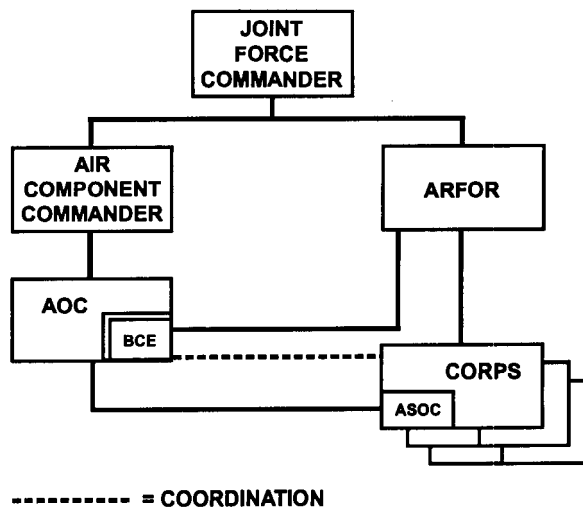 JOINT
FORCE
COMMANDER
AIR
COMPONENT
COMMANDER
ARFOR
AOC
BCE
CORPS
ASOC
= COORDINATION